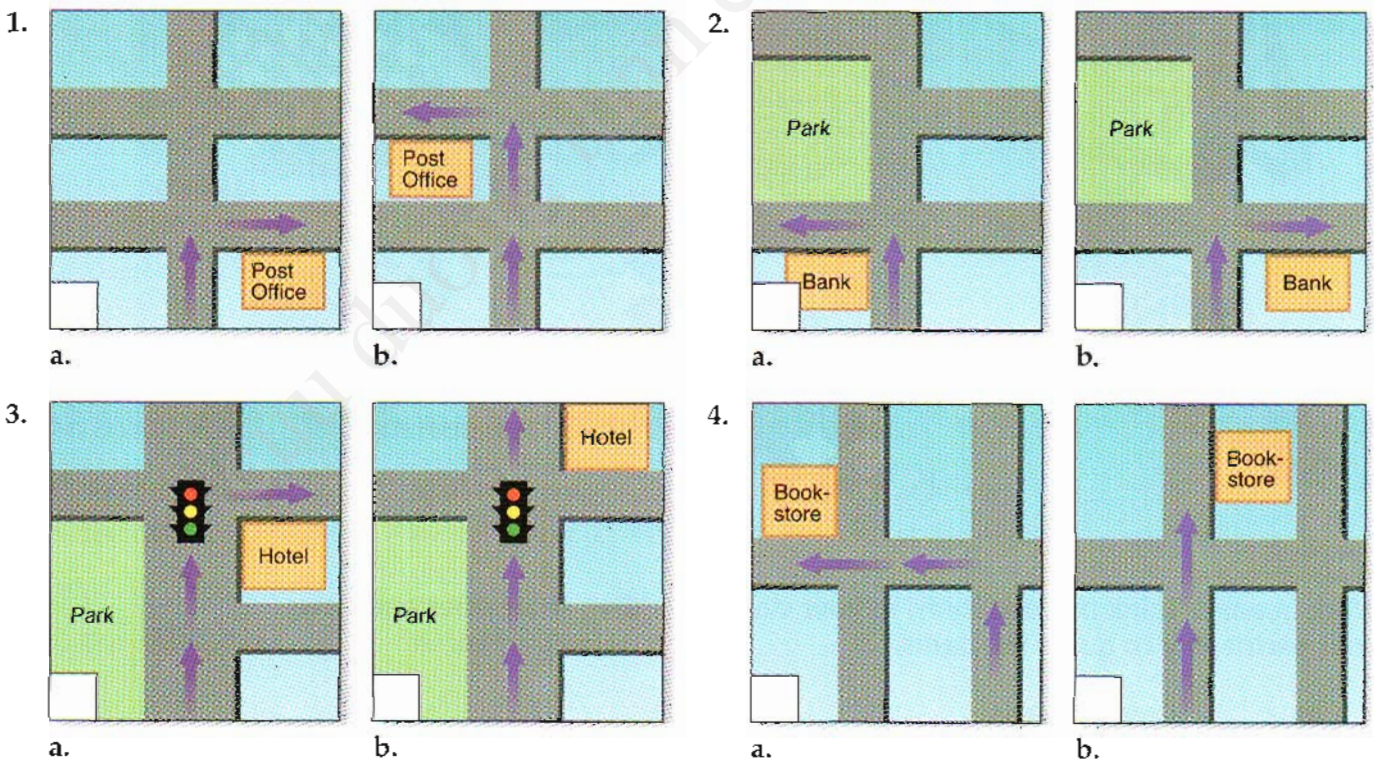 1.
Post
Office
a.
Post
Office
b.
2.
Park
Bank
a.
Park
Bank
b.
3.
Hotel
Park
a.
Hotel
Park
b.
4.
Book-
store
a.
Book-
store
b.